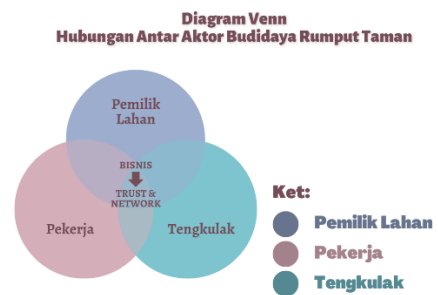 Diagram Venn
Hubungan Antar Aktor Budidaya Rumput Taman
Pemilik
Lahan
BISNIS
TRUST &
NETWORK
Pekerja
Tengkulak
Ket:
Pemilik Lahan
Pekerja
Tengkulak